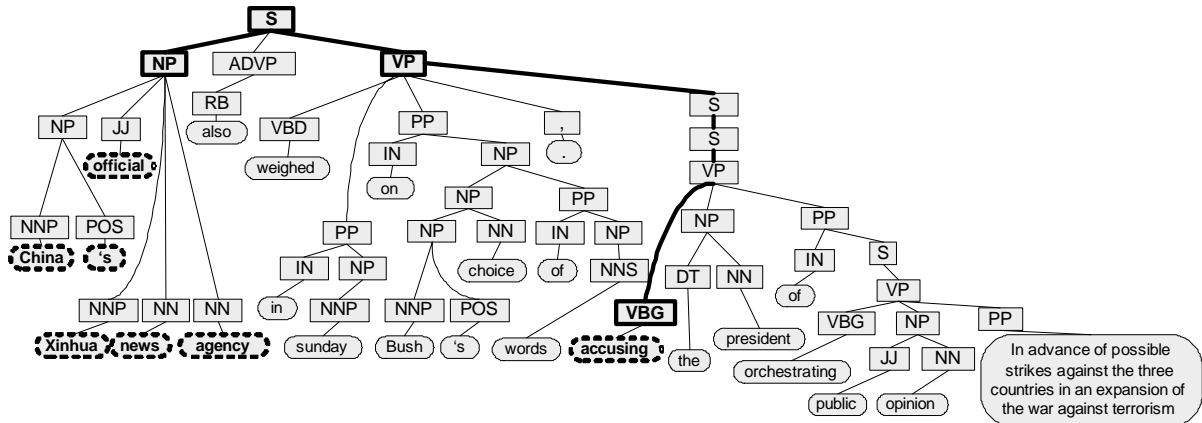 S
NP ADVP VP
S
NP JJ RB VBD PP , S
official also weighed IN NP . VP
on
NP PP NP PP
NNP POS PP NP NN IN NP IN S
China 's IN NP choice of NNS DT NN of VP
in
NNP NN NN NNP NNP POS VBG VBG NP PP
Xinhua news agency sunday Bush 's words accusing the president orchestrating JJ NN
public opinion
In advance of possible
strikes against the three
countries in an expansion of
the war against terrorism